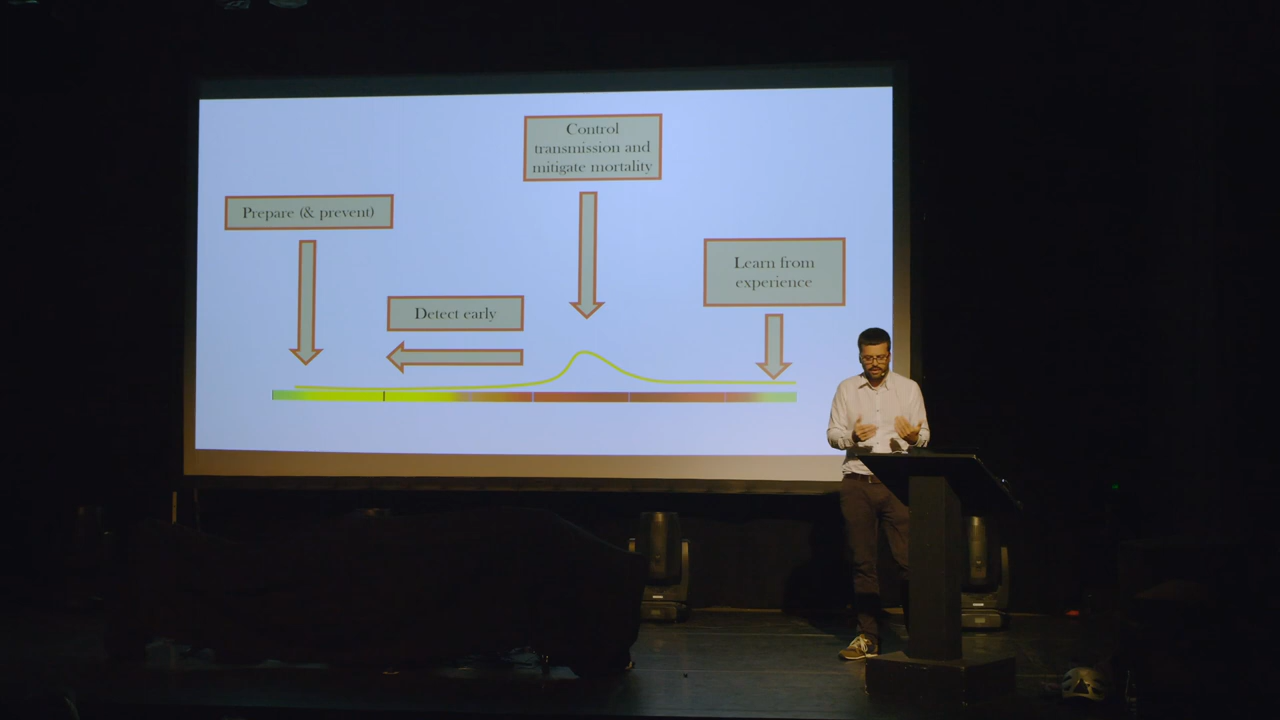 Control
transmission and
mitigate mortality
Prepare (& prevent)
Learn from
experience
Detect early